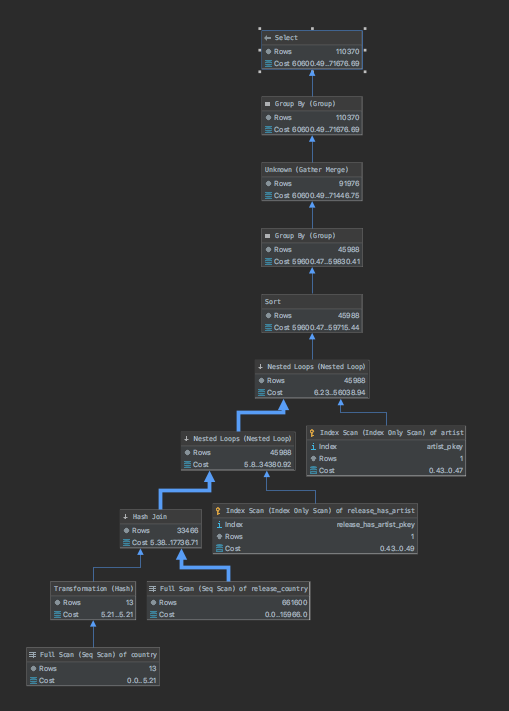 Select
Rows 110370
Cost 60600.49..71676.69
Group By (Group)
Rows 110370
Cost 60600.49..71676.69
Unknown (Gather Merge)
Rows 91976
Cost 60600.49..71446.75
Group By (Group)
Rows 45988
Cost 59600.47..59830.41
Sort
Rows 45988
Cost 59600.47..59715.44
Nested Loops (Nested Loop)
Rows 45988
Cost 6.23..56038.94
Index Scan (Index Only Scan) of artist
Index artist_pkey
Rows 1
Cost 0.43..0.47
Nested Loops (Nested Loop)
Rows 45988
Cost 5.8..34380.92
Index Scan (Index Only Scan) of release_has_artist
Index release_has_artist_pkey
Rows 1
Cost 0.43..0.49
Hash Join
Rows 33466
Cost 5.38..17736.71
Transformation (Hash)
Rows 13
Cost 5.21..5.21
Full Scan (Seq Scan) of release_country
Rows 661600
Cost 0.0..15966.0
Full Scan (Seq Scan) of country
Rows 13
Cost 0.0..5.21